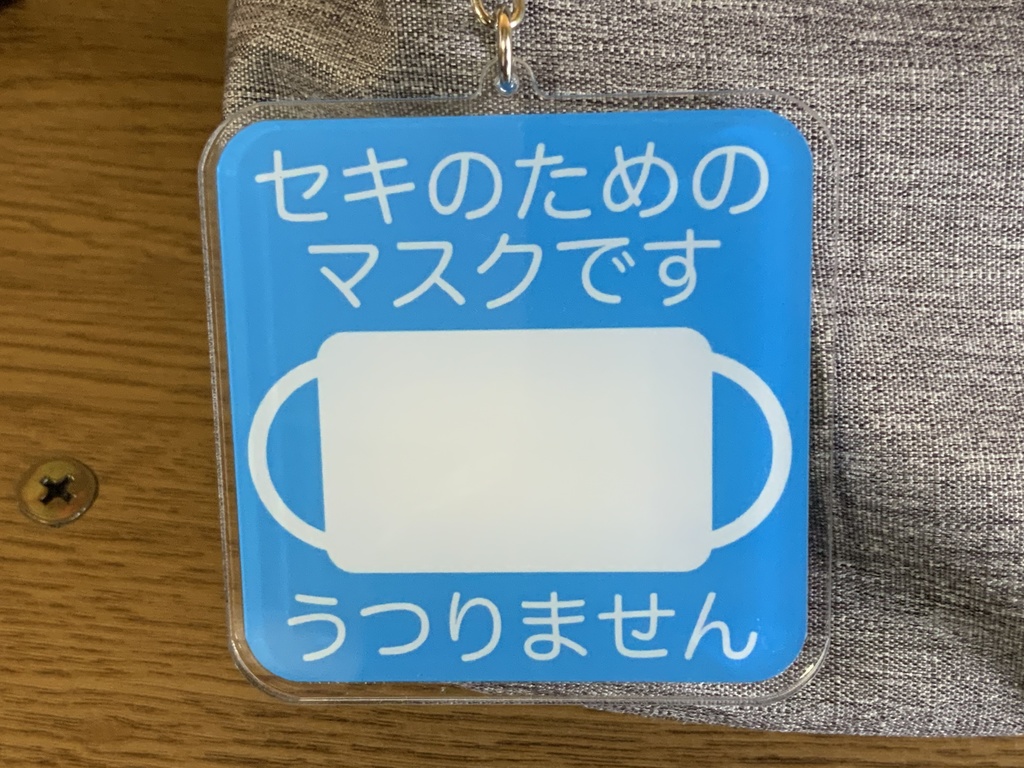 セキのための
マスクです
うつりません